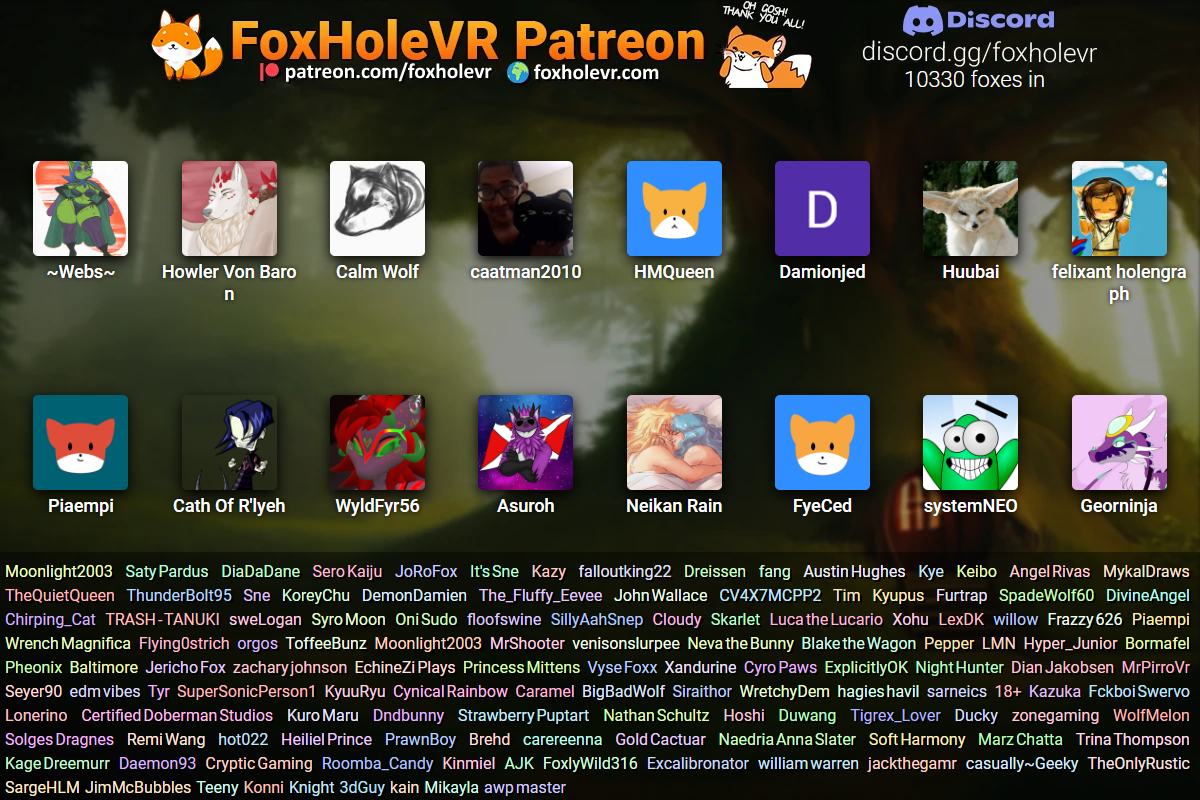 FoxHoleVR Patreon
patreon.com/foxholevr foxholevr.com
OH GOSH!
THANK YOU ALL!
Discord
discord.gg/foxholevr
10330 foxes in
D
~Webs~ Howler Von Baro Calm Wolf caatman2010 HMQueen Damionjed Huubai felixant holengra
n ph
Piaempi Cath Of R'lyeh WyldFyr56 Asuroh Neikan Rain FyeCed systemNEO Georninja
Moonlight2003 Saty Pardus DiaDaDane Sero Kaiju JoRoFox It's Sne Kazy falloutking22 Dreissen fang Austin Hughes Kye Keibo Angel Rivas MykalDraws
TheQuietQueen ThunderBolt95 Sne KoreyChu DemonDamien The_Fluffy_Eevee John Wallace CV4X7MCPP2 Tim Kyupus Furtrap SpadeWolf60 DivineAngel
Chirping_Cat TRASH-TANUKI sweLogan Syro Moon Oni Sudo floofswine SillyAahSnep Cloudy Skarlet Luca the Lucario Xohu LexDK willow Frazzy 626 Piaempi
Wrench Magnifica Flying0strich orgos ToffeeBunz Moonlight2003 MrShooter venisonslurpee Neva the Bunny Blake the Wagon Pepper LMN Hyper_Junior Bormafel
Pheonix Baltimore Jericho Fox zachary johnson EchineZi Plays Princess Mittens Vyse Foxx Xandurine Cyro Paws ExplicitlyOK Night Hunter Dian Jakobsen MrPirroVr
Seyer90 edm vibes Tyr SuperSonicPerson1 KyuuRyu Cynical Rainbow Caramel BigBadWolf Siraithor WretchyDem hagies havil sarneics 18+ Kazuka Fckboi Swervo
Lonerino Certified Doberman Studios Kuro Maru Dndbunny Strawberry Puptart Nathan Schultz Hoshi Duwang Tigrex_Lover Ducky zonegaming WolfMelon
Solges Dragnes Remi Wang hot022 Heiliel Prince PrawnBoy Brehd carereenna Gold Cactuar Naedria Anna Slater Soft Harmony Marz Chatta Trina Thompson
Kage Dreemurr Daemon93 Cryptic Gaming Roomba_Candy Kinmiel AJK FoxlyWild316 Excalibronator william warren jackthegamr casually~Geeky TheOnlyRustic
SargeHLM JimMcBubbles Teeny Konni Knight 3dGuy kain Mikayla awp master